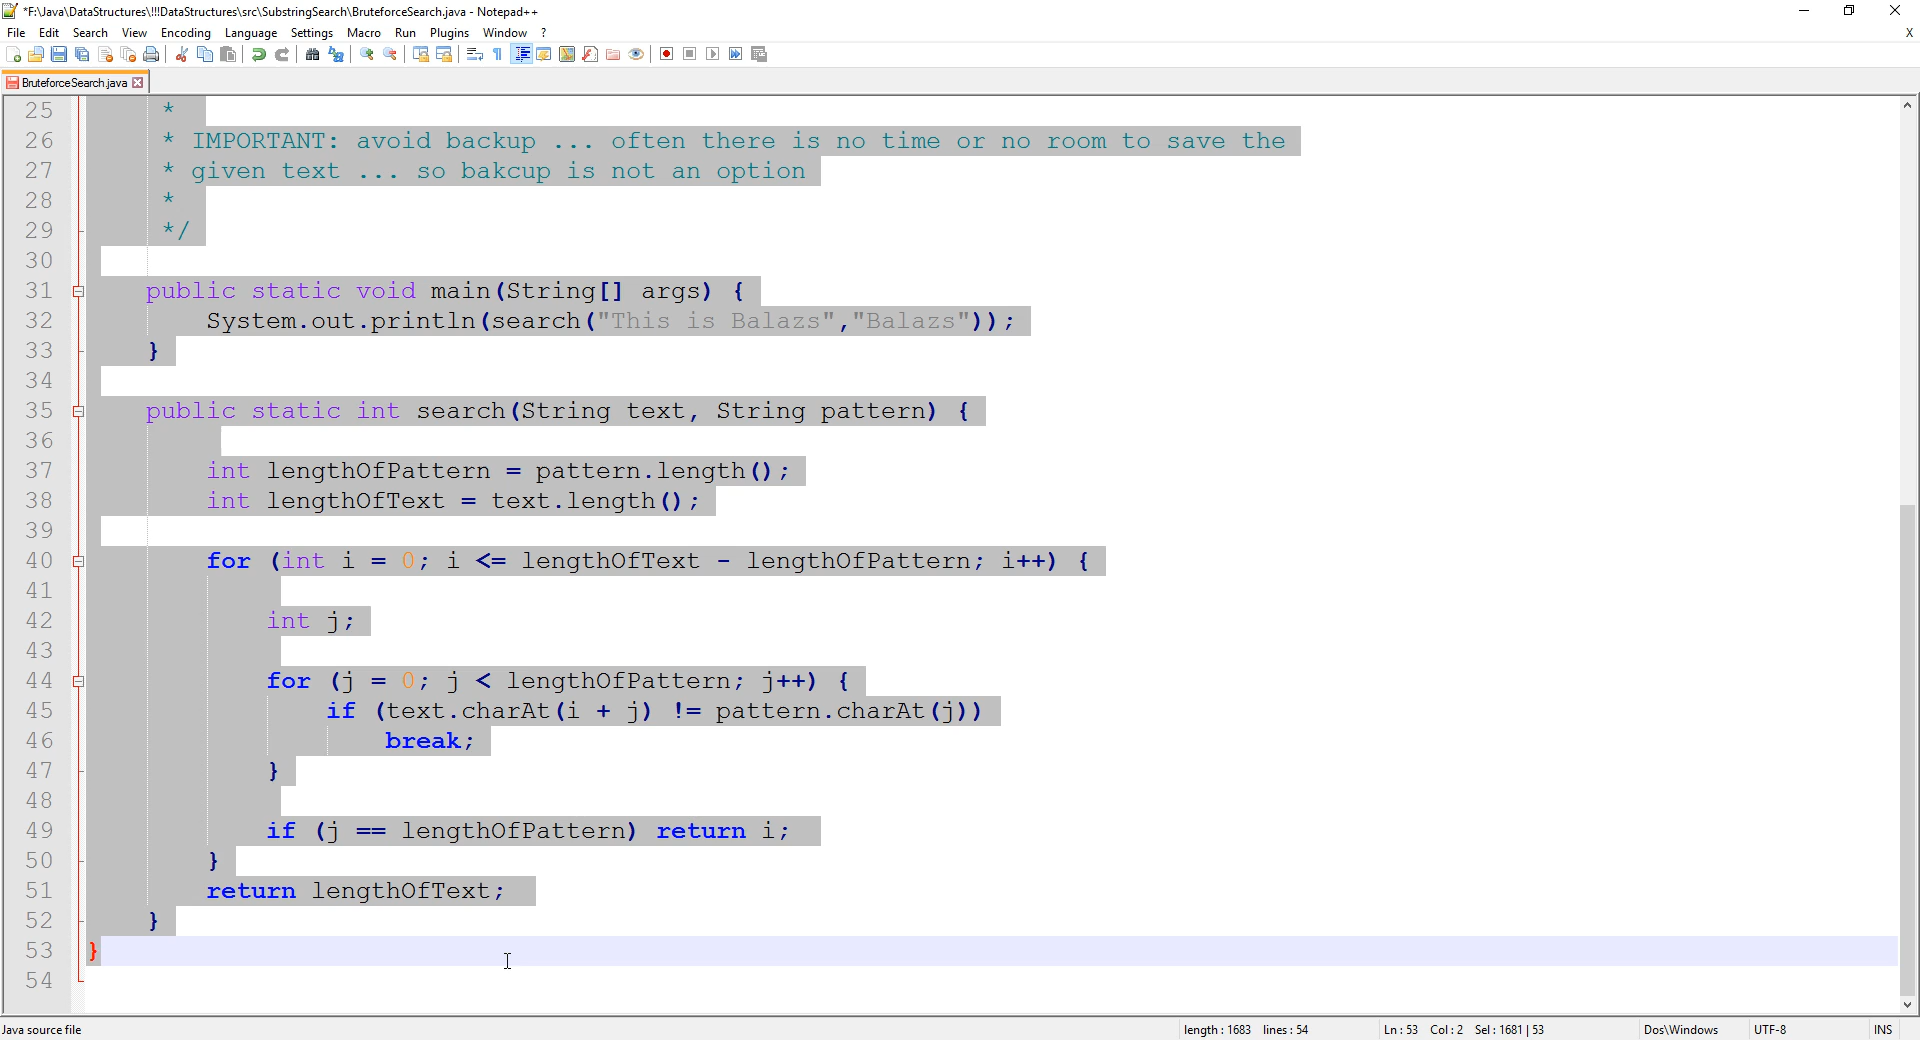 *F:\Java\DataStructures\!!!DataStructures\src\SubstringSearch\BruteforceSearch.java - Notepad++
File Edit Search View Encoding Language Settings Macro Run Plugins Window ? X
BruteforceSearch.java
25 *
26 * IMPORTANT: avoid backup ... often there is no time or no room to save the
27 * given text ... so bakcup is not an option
28 *
29 */
30
31 public static void main(String[] args) {
32 System.out.println(search("This is Balazs","Balazs"));
33 }
34
35 public static int search(String text, String pattern) {
36
37 int lengthOfPattern = pattern.length();
38 int lengthOfText = text.length();
39
40 for (int i = 0; i <= lengthOfText - lengthOfPattern; i++) {
41
42 int j;
43
44 for (j = 0; j < lengthOfPattern; j++) {
45 if (text.charAt(i + j) != pattern.charAt(j))
46 break;
47 }
48
49 if (j == lengthOfPattern) return i;
50 }
51 return lengthOfText;
52 }
53 }
54
Java source file length : 1683 lines : 54 Ln : 53 Col : 2 Sel : 1681 | 53 Dos\Windows UTF-8 INS